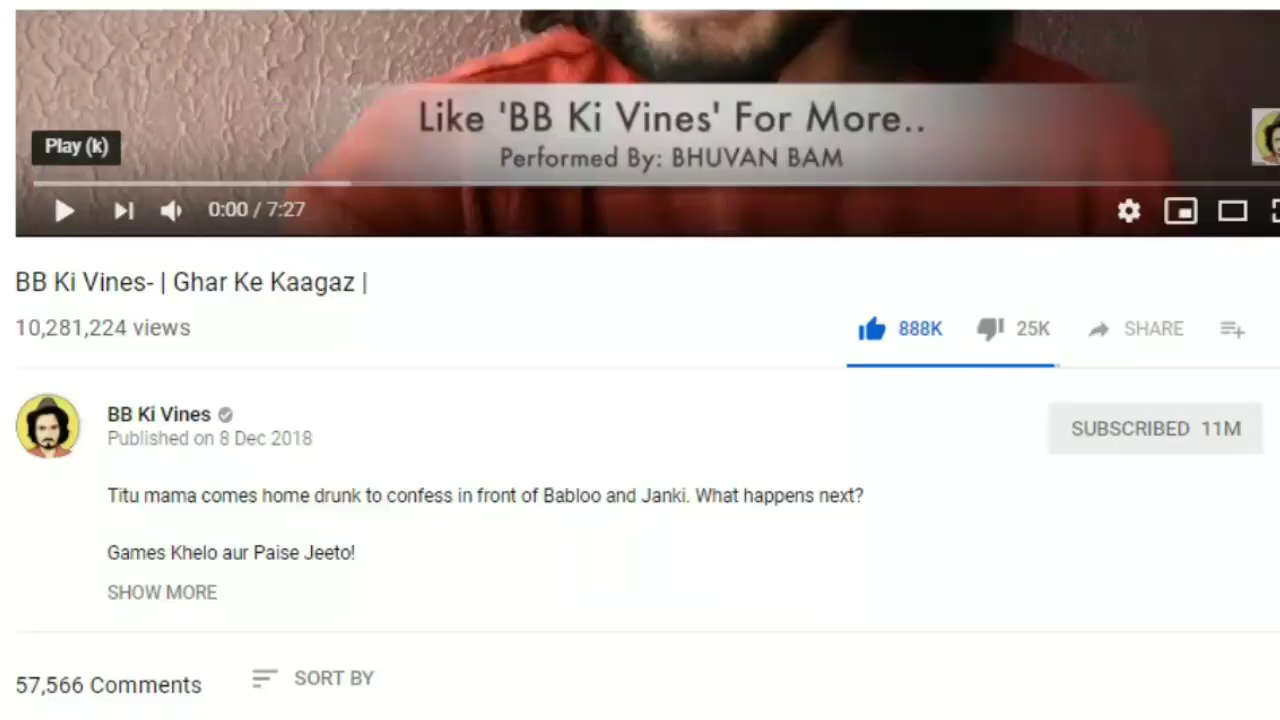 Like 'BB Ki Vines' For More..
Performed By: BHUVAN BAM
Play (k)
0:00 / 7:27
BB Ki Vines- | Ghar Ke Kaagaz |
10,281,224 views
888K
25K
SHARE
BB Ki Vines
Published on 8 Dec 2018
SUBSCRIBED 11M
Titu mama comes home drunk to confess in front of Babloo and Janki. What happens next?
Games Khelo aur Paise Jeeto!
SHOW MORE
57,566 Comments
SORT BY